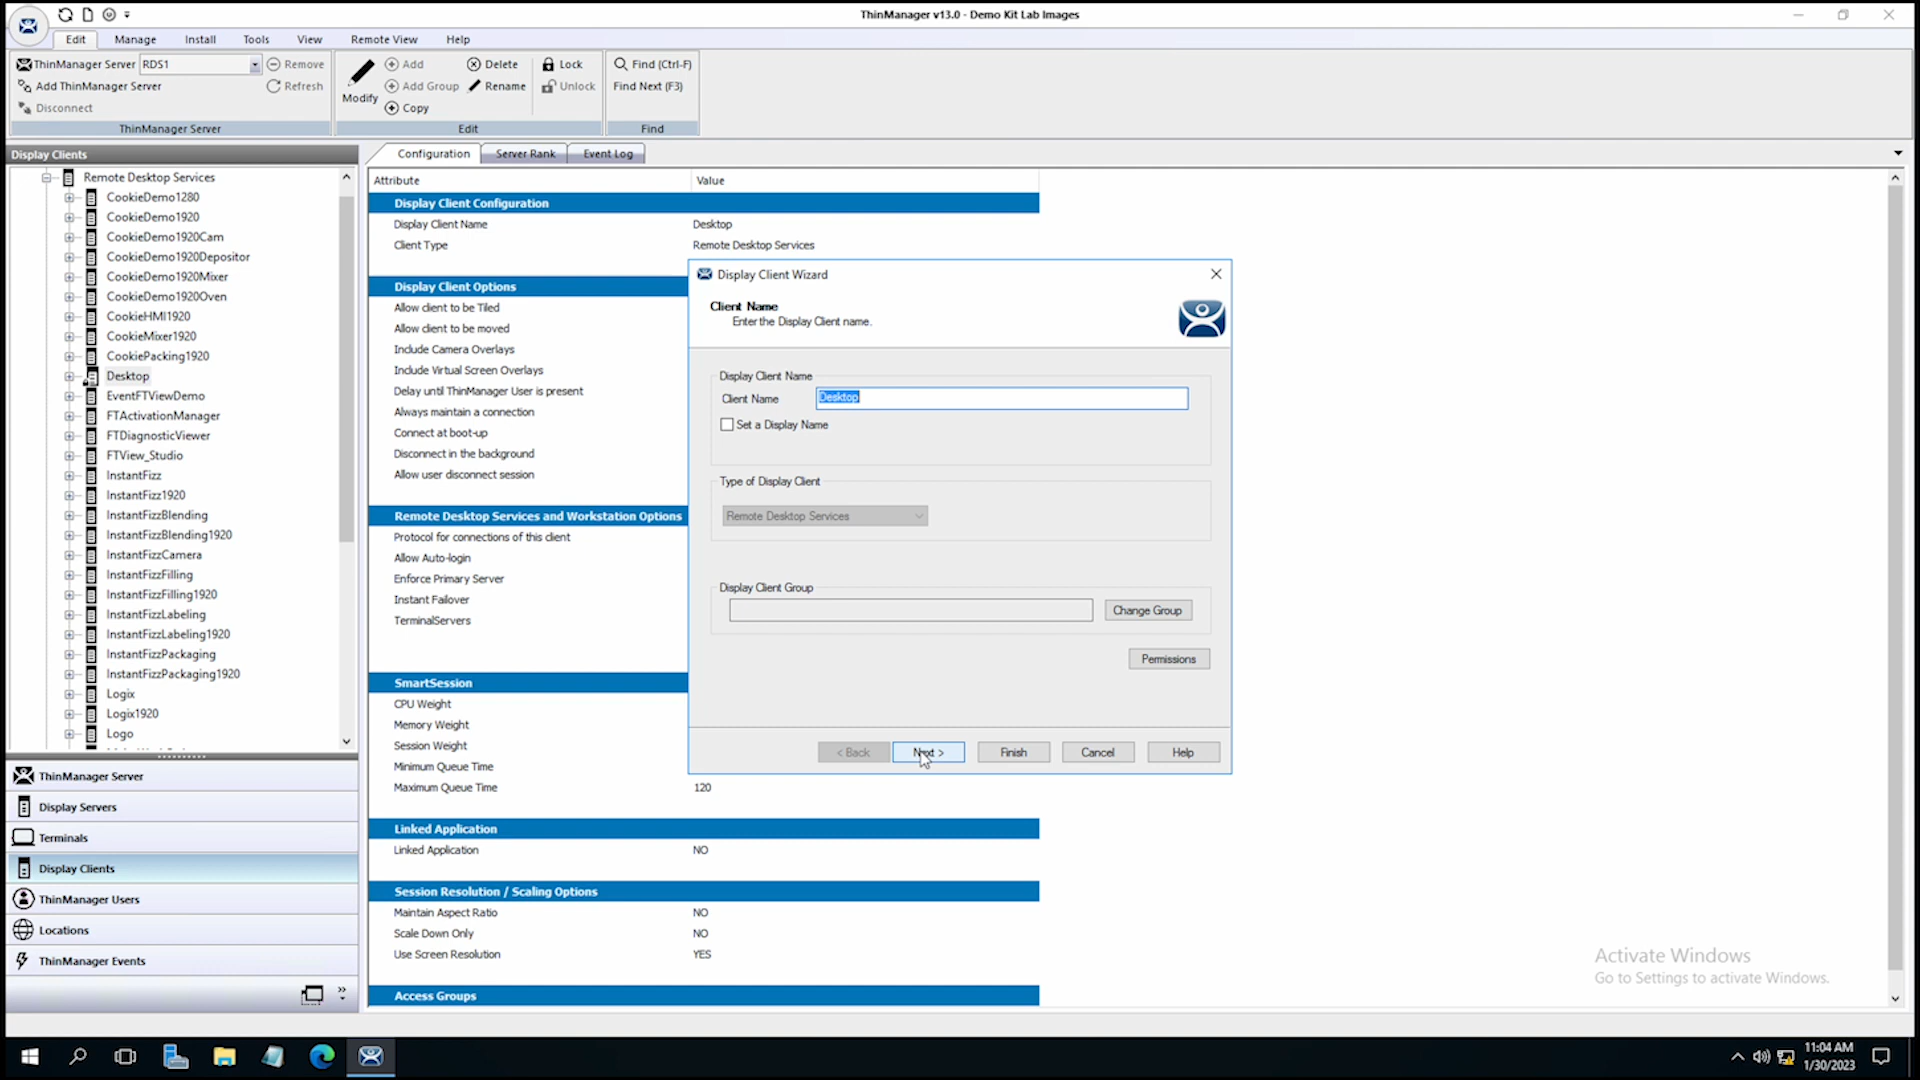 ThinManager v13.0 - Demo Kit Lab Images
Edit
Manage
Install
Tools
View
Remote View
Help
ThinManager Server
RDS1
Remove
Add ThinManager Server
Refresh
Disconnect
ThinManager Server
Modify
Add
Add Group
Copy
Delete
Rename
Lock
Unlock
Edit
Find (Ctrl-F)
Find Next (F3)
Find
Display Clients
Remote Desktop Services
CookieDemo1280
CookieDemo1920
CookieDemo1920Cam
CookieDemo1920Depositor
CookieDemo1920Mixer
CookieDemo1920Oven
CookieHMI1920
CookieMixer1920
CookiePacking1920
Desktop
EventFTViewDemo
FTActivationManager
FTDiagnosticViewer
FTView_Studio
InstantFizz
InstantFizz1920
InstantFizzBlending
InstantFizzBlending1920
InstantFizzCamera
InstantFizzFilling
InstantFizzFilling1920
InstantFizzLabeling
InstantFizzLabeling1920
InstantFizzPackaging
InstantFizzPackaging1920
Logix
Logix1920
Logo
ThinManager Server
Display Servers
Terminals
Display Clients
ThinManager Users
Locations
ThinManager Events
Configuration
Server Rank
Event Log
Attribute
Value
Display Client Configuration
Display Client Name
Desktop
Client Type
Remote Desktop Services
Display Client Options
Allow client to be Tiled
Allow client to be moved
Include Camera Overlays
Include Virtual Screen Overlays
Delay until ThinManager User is present
Always maintain a connection
Connect at boot-up
Disconnect in the background
Allow user disconnect session
Remote Desktop Services and Workstation Options
Protocol for connections of this client
Allow Auto-login
Enforce Primary Server
Instant Failover
TerminalServers
SmartSession
CPU Weight
Memory Weight
Session Weight
Minimum Queue Time
Maximum Queue Time
120
Linked Application
Linked Application
NO
Session Resolution / Scaling Options
Maintain Aspect Ratio
NO
Scale Down Only
NO
Use Screen Resolution
YES
Access Groups
Display Client Wizard
Client Name
Enter the Display Client name.
Display Client Name
Client Name
Desktop
Set a Display Name
Type of Display Client
Remote Desktop Services
Display Client Group
Change Group
Permissions
< Back
Next >
Finish
Cancel
Help
Activate Windows
Go to Settings to activate Windows.
11:04 AM
1/30/2023